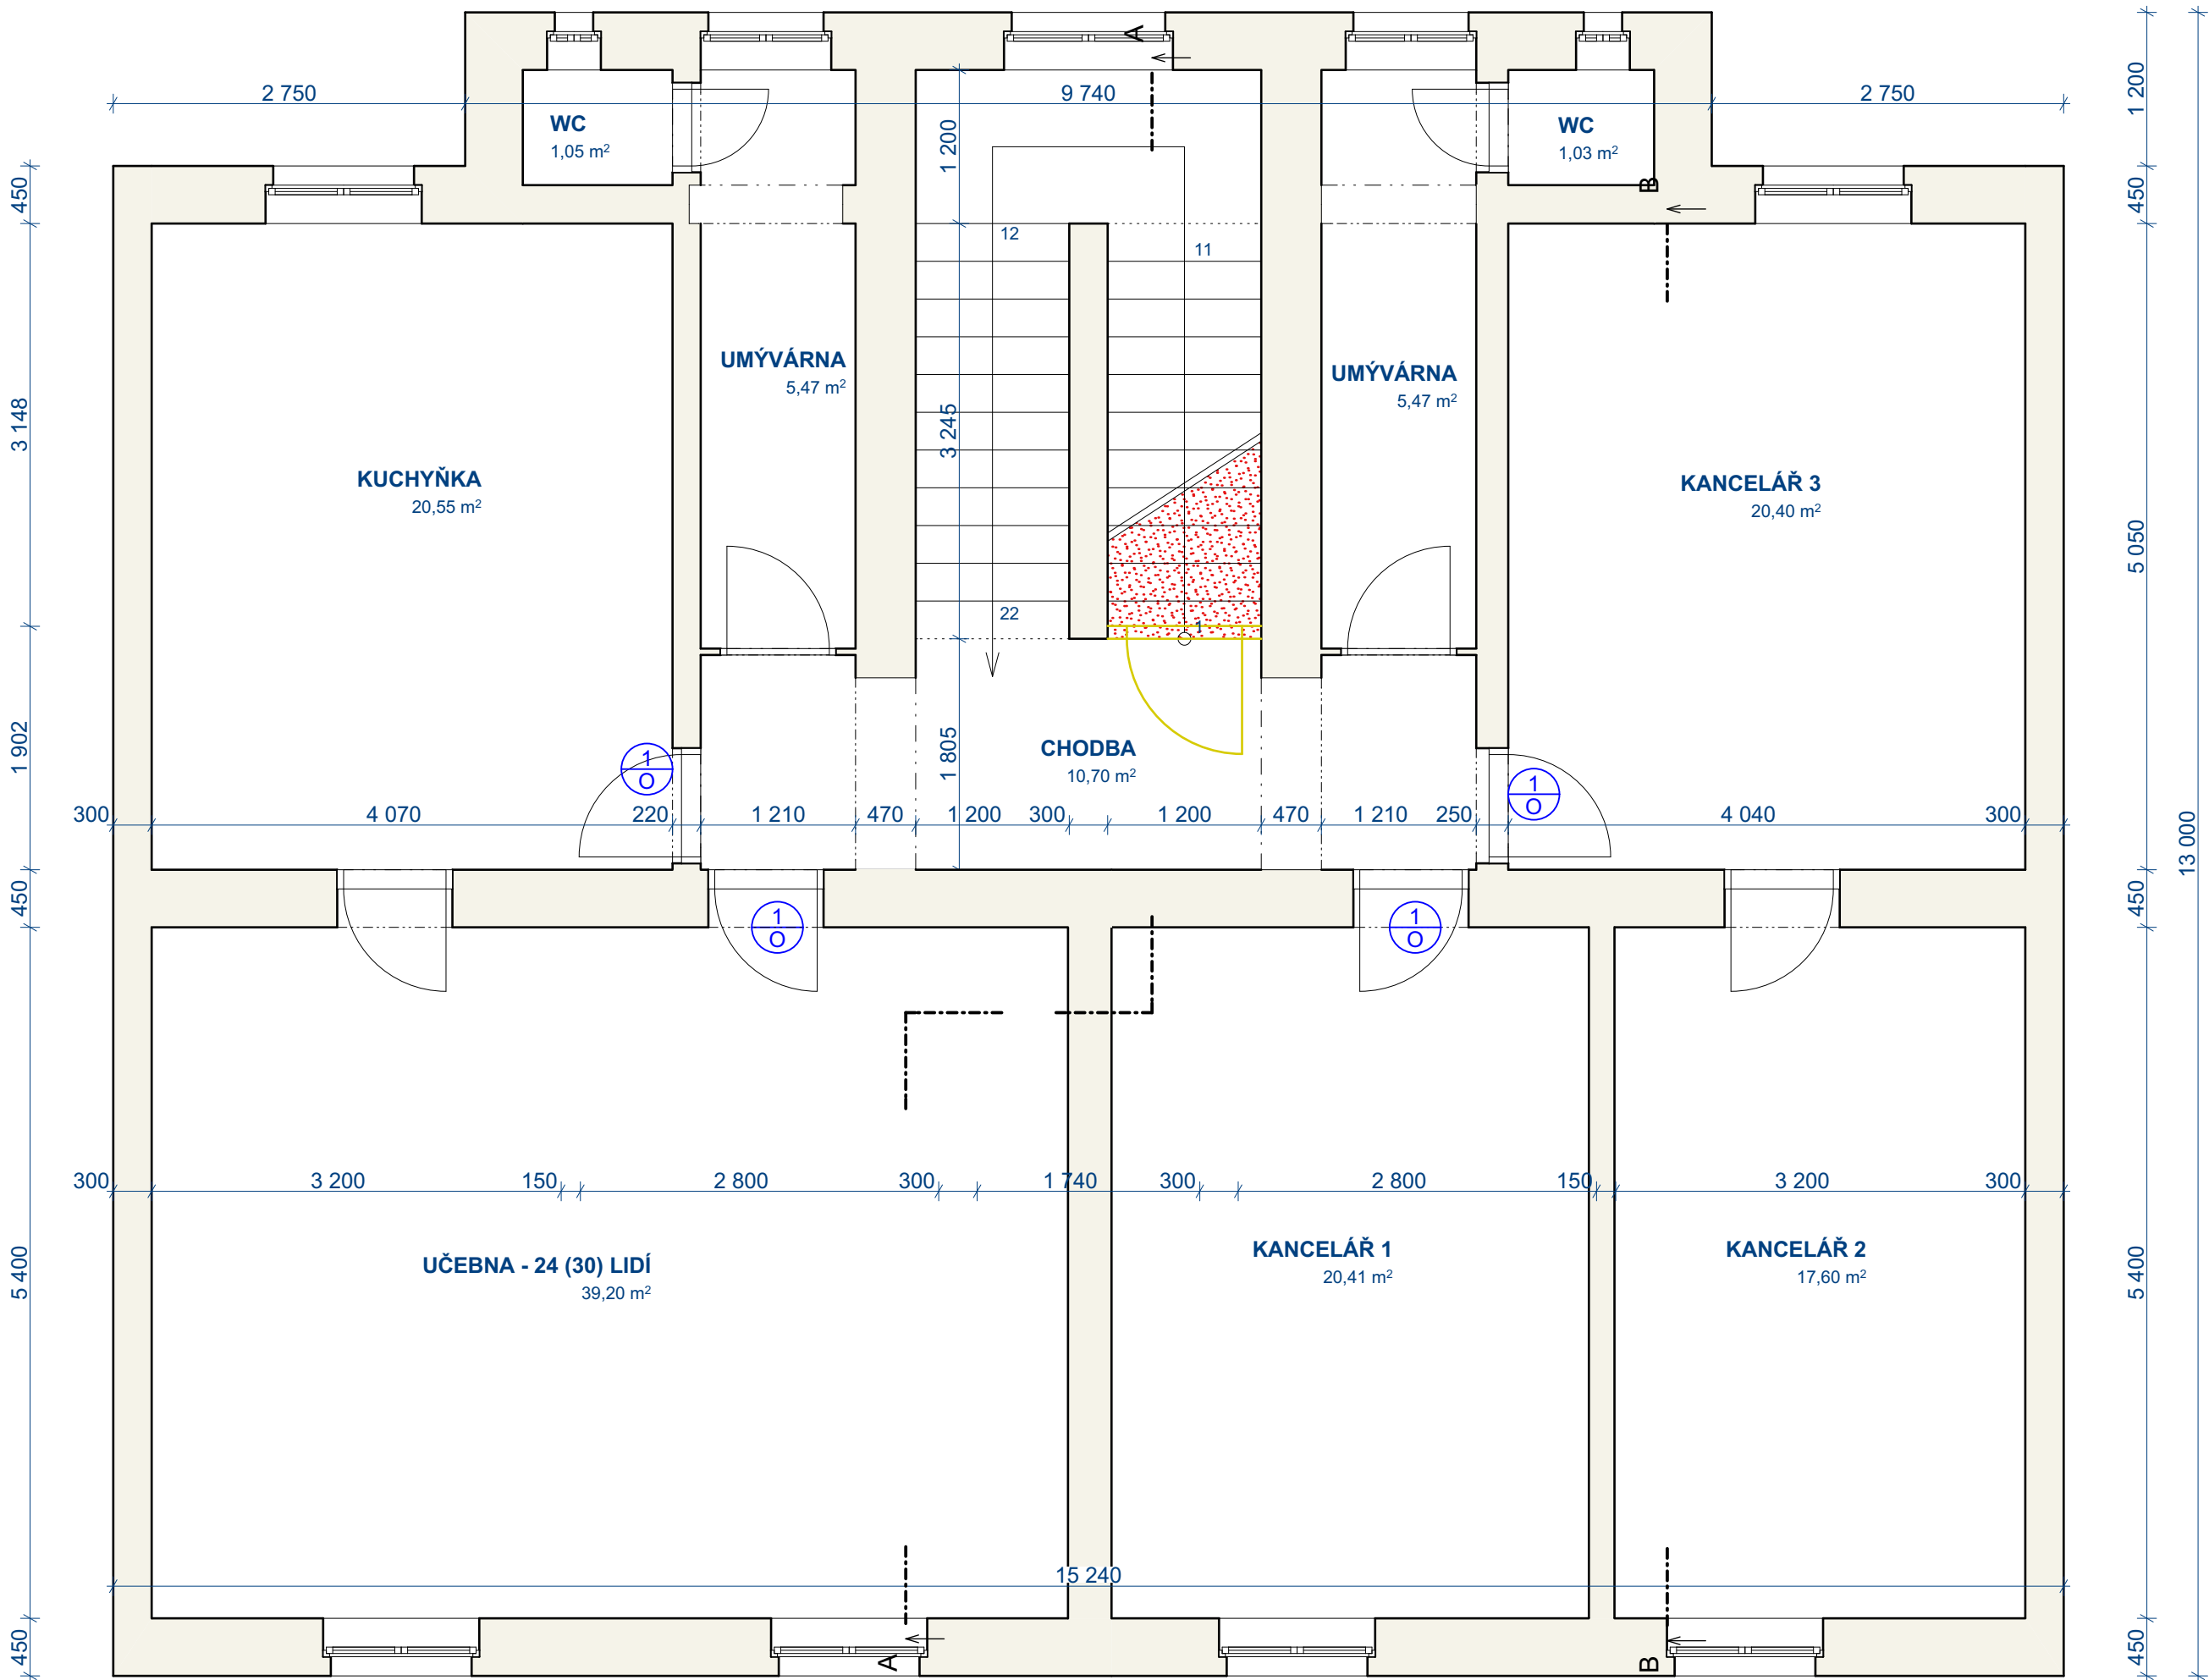 A
2 750
9 740
2 750
1 200
WC
1,05 m²
WC
1,03 m²
1 200
450
B
450
12
11
UMÝVÁRNA
5,47 m²
UMÝVÁRNA
5,47 m²
3 148
3 245
KUCHYŇKA
20,55 m²
KANCELÁŘ 3
20,40 m²
5 050
22
1
1 902
1 805
CHODBA
10,70 m²
1
O
1
O
300
4 070
220
1 210
470
1 200
300
1 200
470
1 210
250
4 040
300
13 000
450
450
1
O
1
O
300
3 200
150
2 800
300
1 740
300
2 800
150
3 200
300
5 400
UČEBNA - 24 (30) LIDÍ
39,20 m²
KANCELÁŘ 1
20,41 m²
KANCELÁŘ 2
17,60 m²
5 400
15 240
450
A
B
450